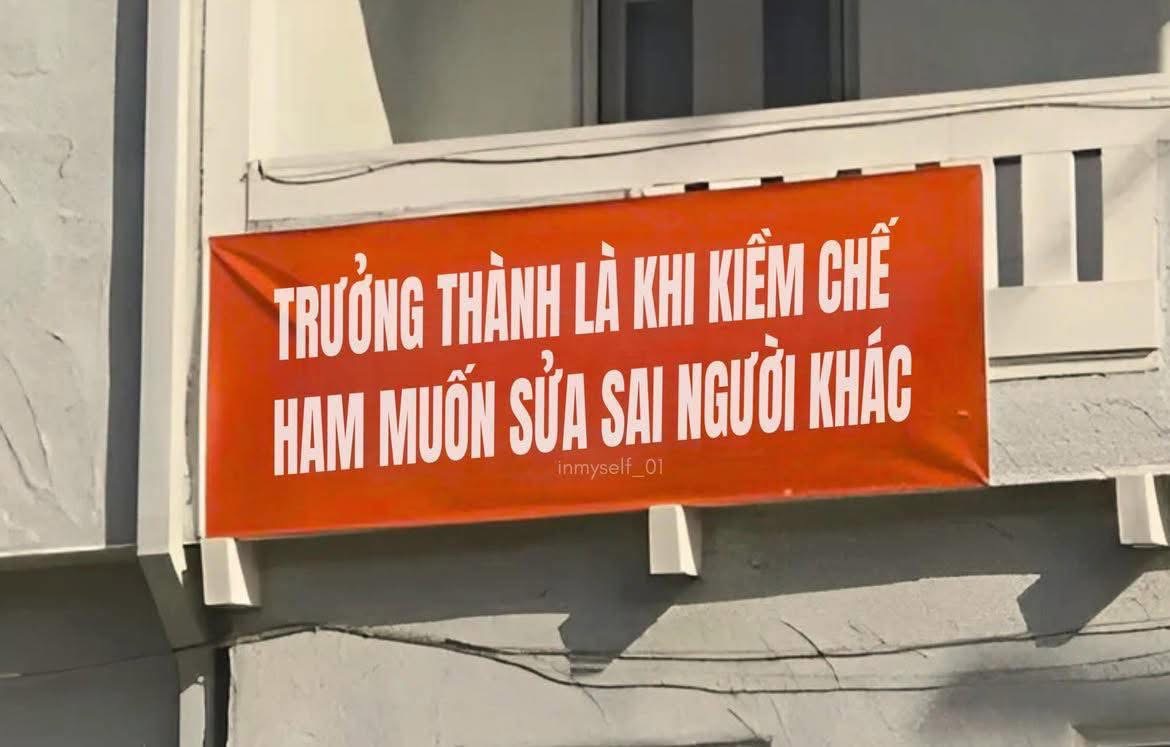 TRƯỞNG THÀNH LÀ KHI KIỀM CHẾ
HAM MUỐN SỬA SAI NGƯỜI KHÁC
inmyself_01